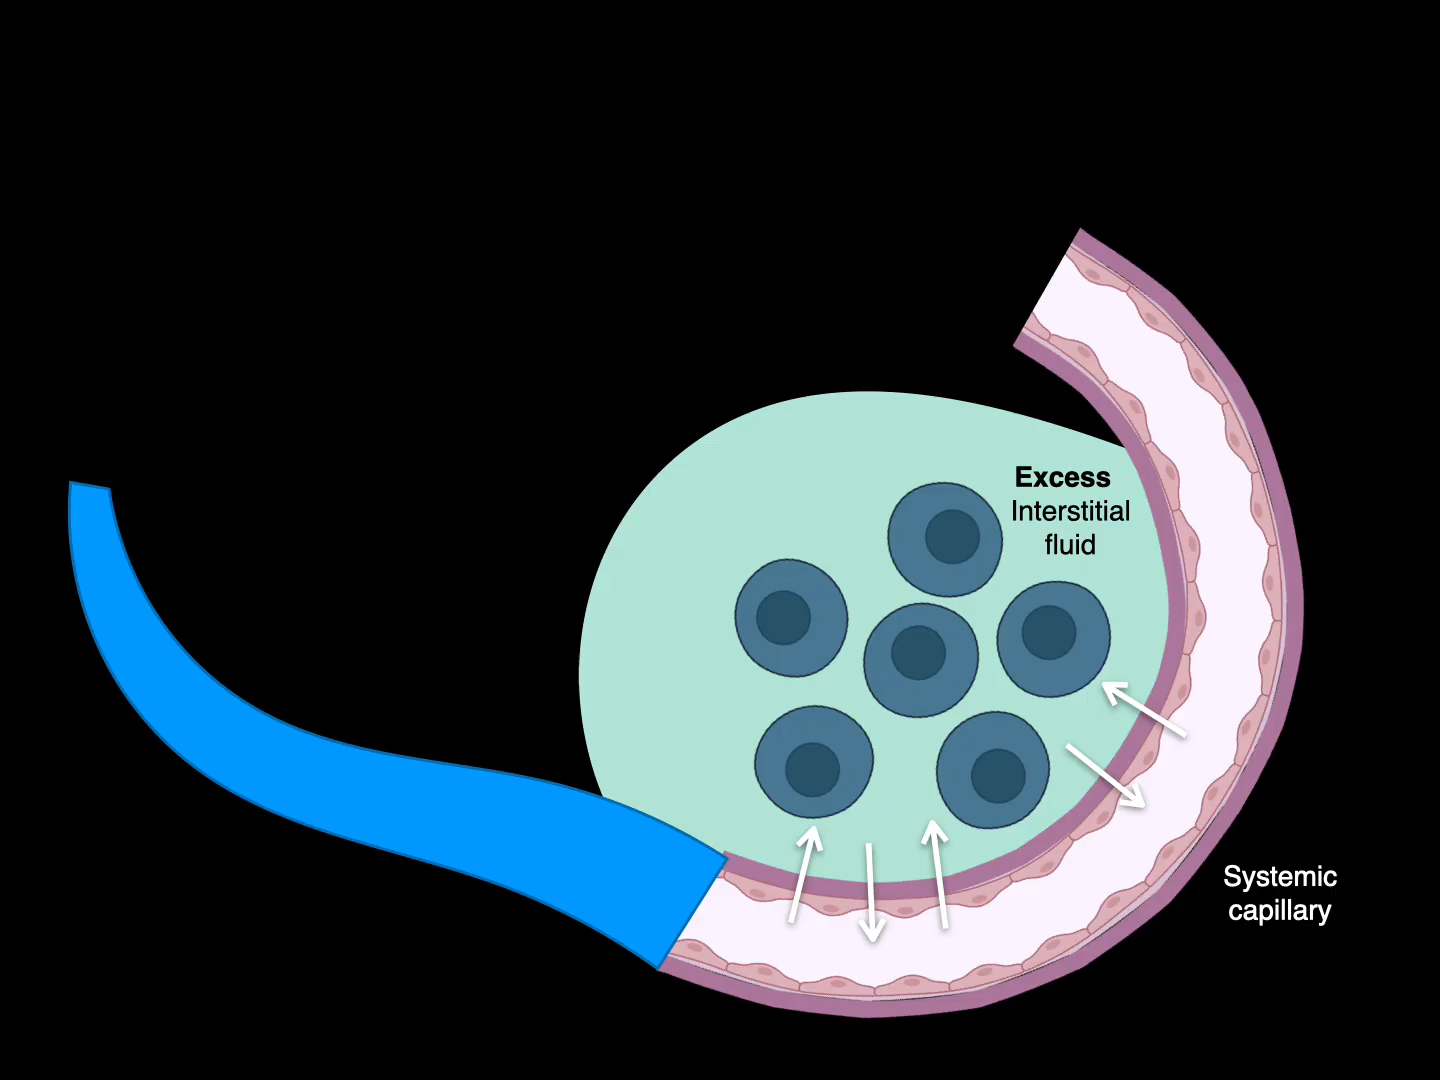 Excess
Interstitial
fluid
Systemic
capillary